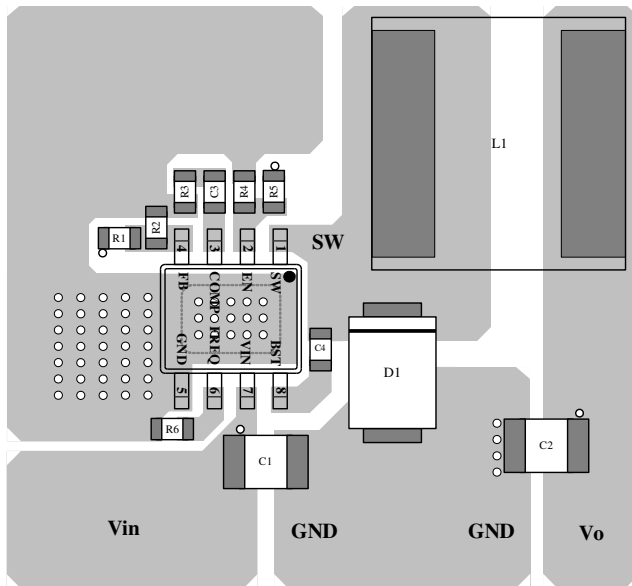 L1
R3
C3
R4
R5
R2
R1
SW
4
3
2
1
FB
COMP
EN
SW
GND
FREQ
VIN
BST
C4
D1
5
6
7
8
R6
C1
C2
Vin
GND
GND
Vo